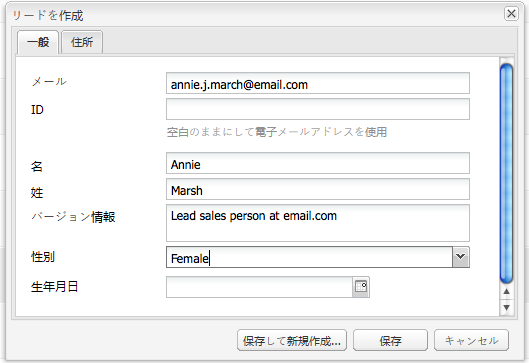 リードを作成
一般 住所
メール annie.j.march@email.com
ID
空白のままにして電子メールアドレスを使用
名 Annie
姓 Marsh
バージョン情報 Lead sales person at email.com
性別 Female
生年月日
保存して新規作成... 保存 キャンセル